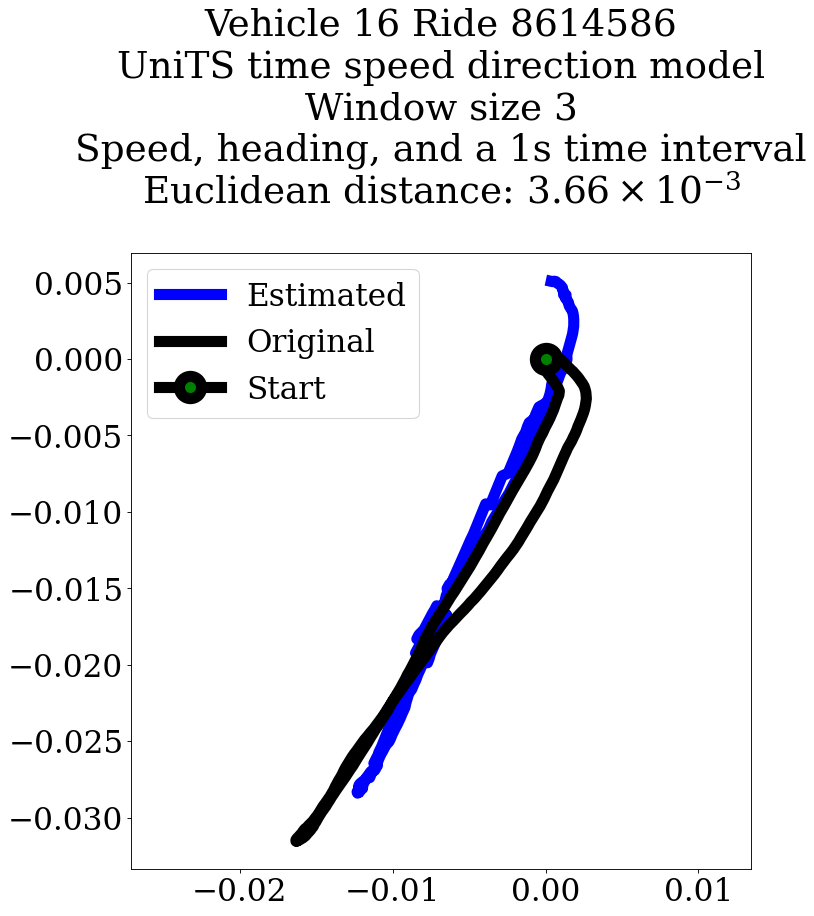 Vehicle 16 Ride 8614586
UniTS time speed direction model
Window size 3
Speed, heading, and a 1s time interval
Euclidean distance: 3.66 × 10⁻³
Estimated
Original
Start
0.005
0.000
−0.005
−0.010
−0.015
−0.020
−0.025
−0.030
−0.02
−0.01
0.00
0.01